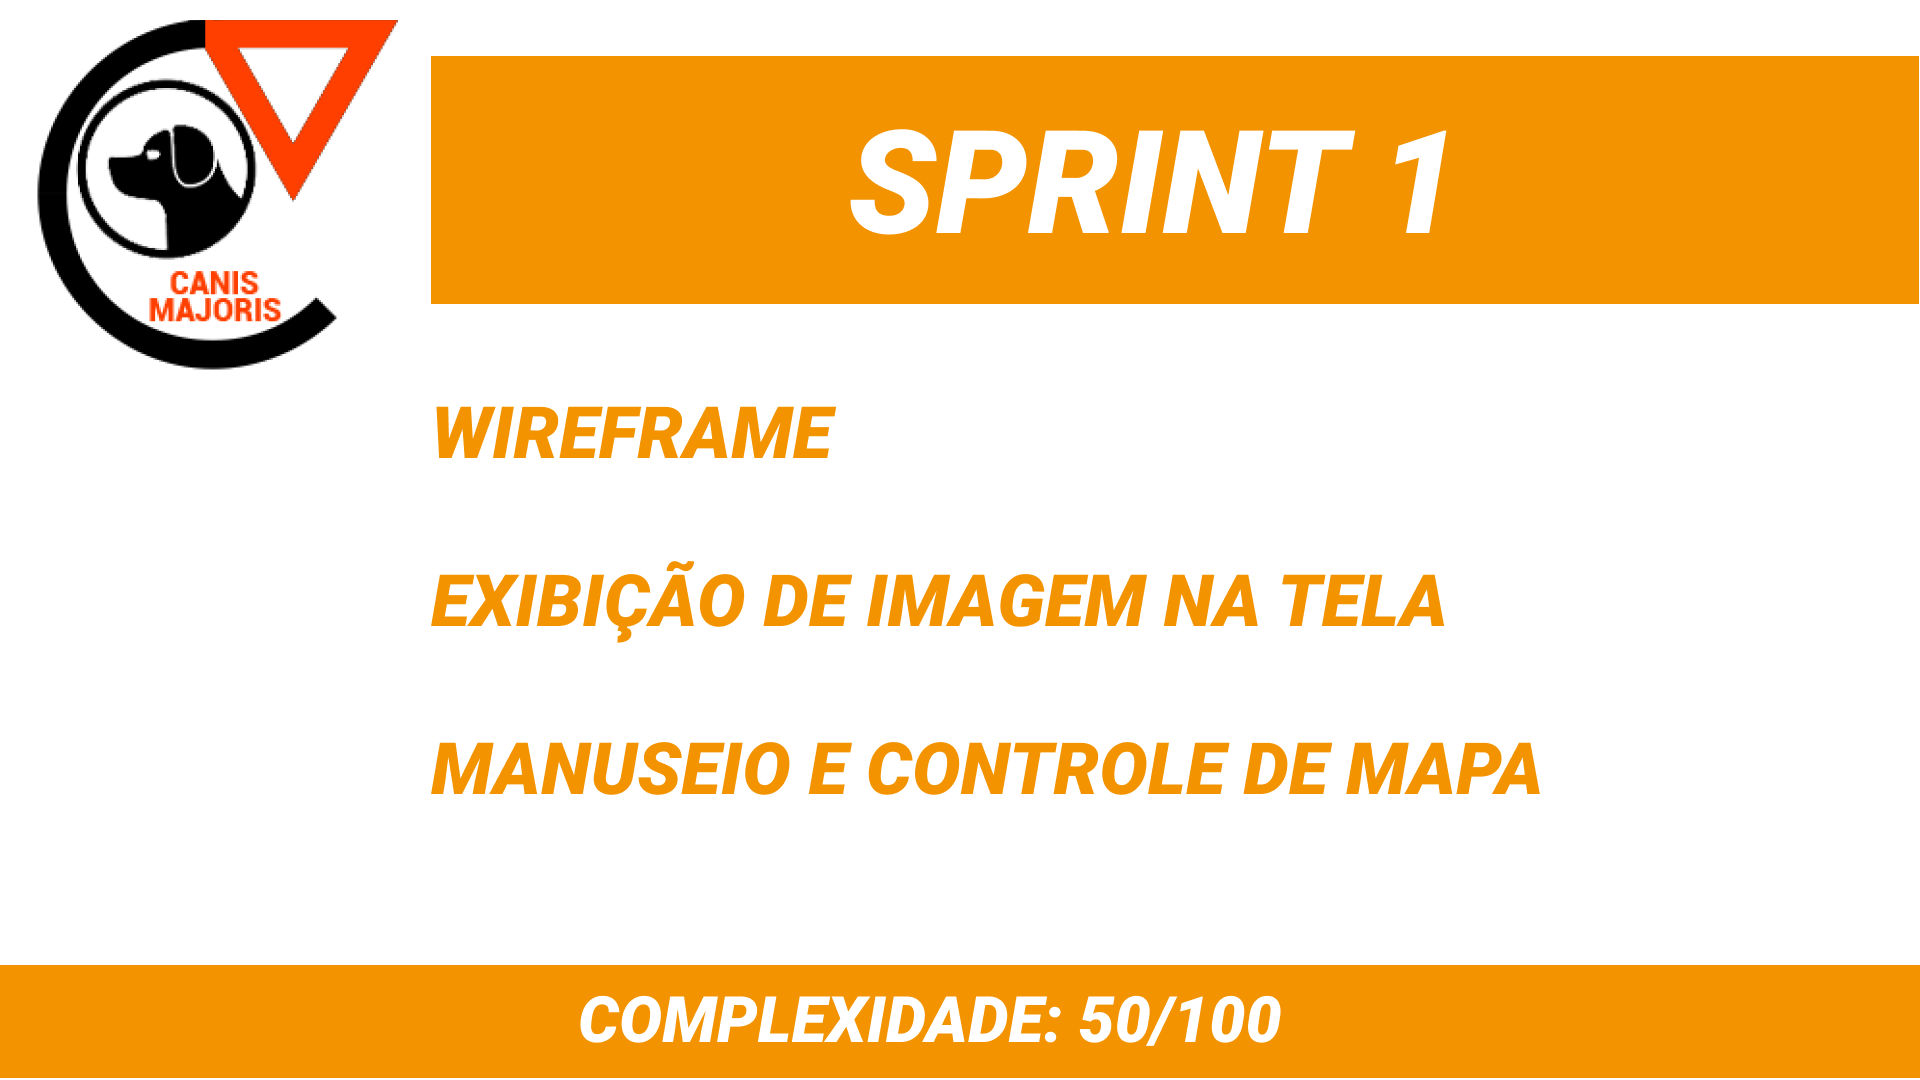 CANIS
MAJORIS
SPRINT 1
WIREFRAME
EXIBIÇÃO DE IMAGEM NA TELA
MANUSEIO E CONTROLE DE MAPA
COMPLEXIDADE: 50/100